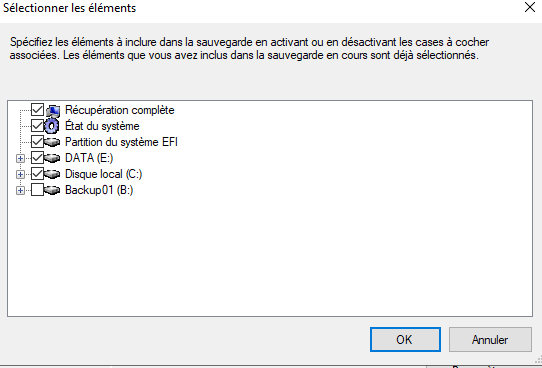 Sélectionner les éléments
Spécifiez les éléments à inclure dans la sauvegarde en activant ou en désactivant les cases à cocher
associées. Les éléments que vous avez inclus dans la sauvegarde en cours sont déjà sélectionnés.
Récupération complète
État du système
Partition du système EFI
DATA (E:)
Disque local (C:)
Backup01 (B:)
OK
Annuler